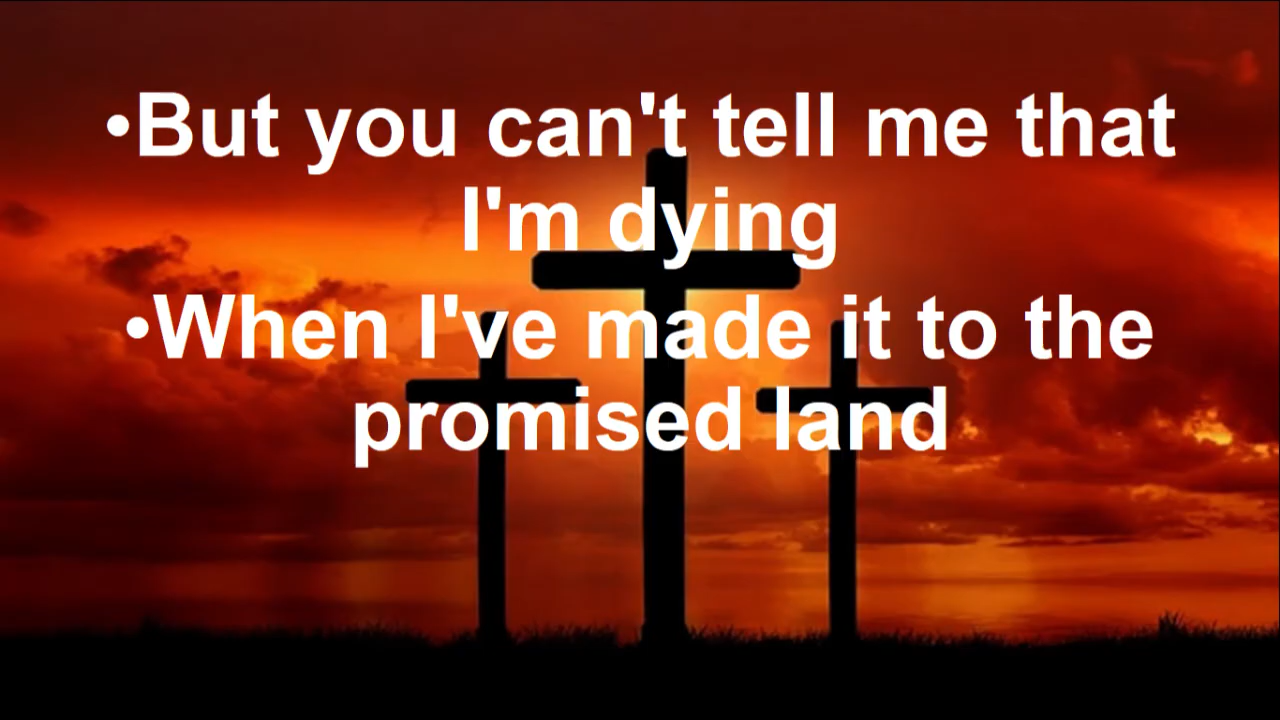 •But you can't tell me that
I'm dying
•When I've made it to the
promised land